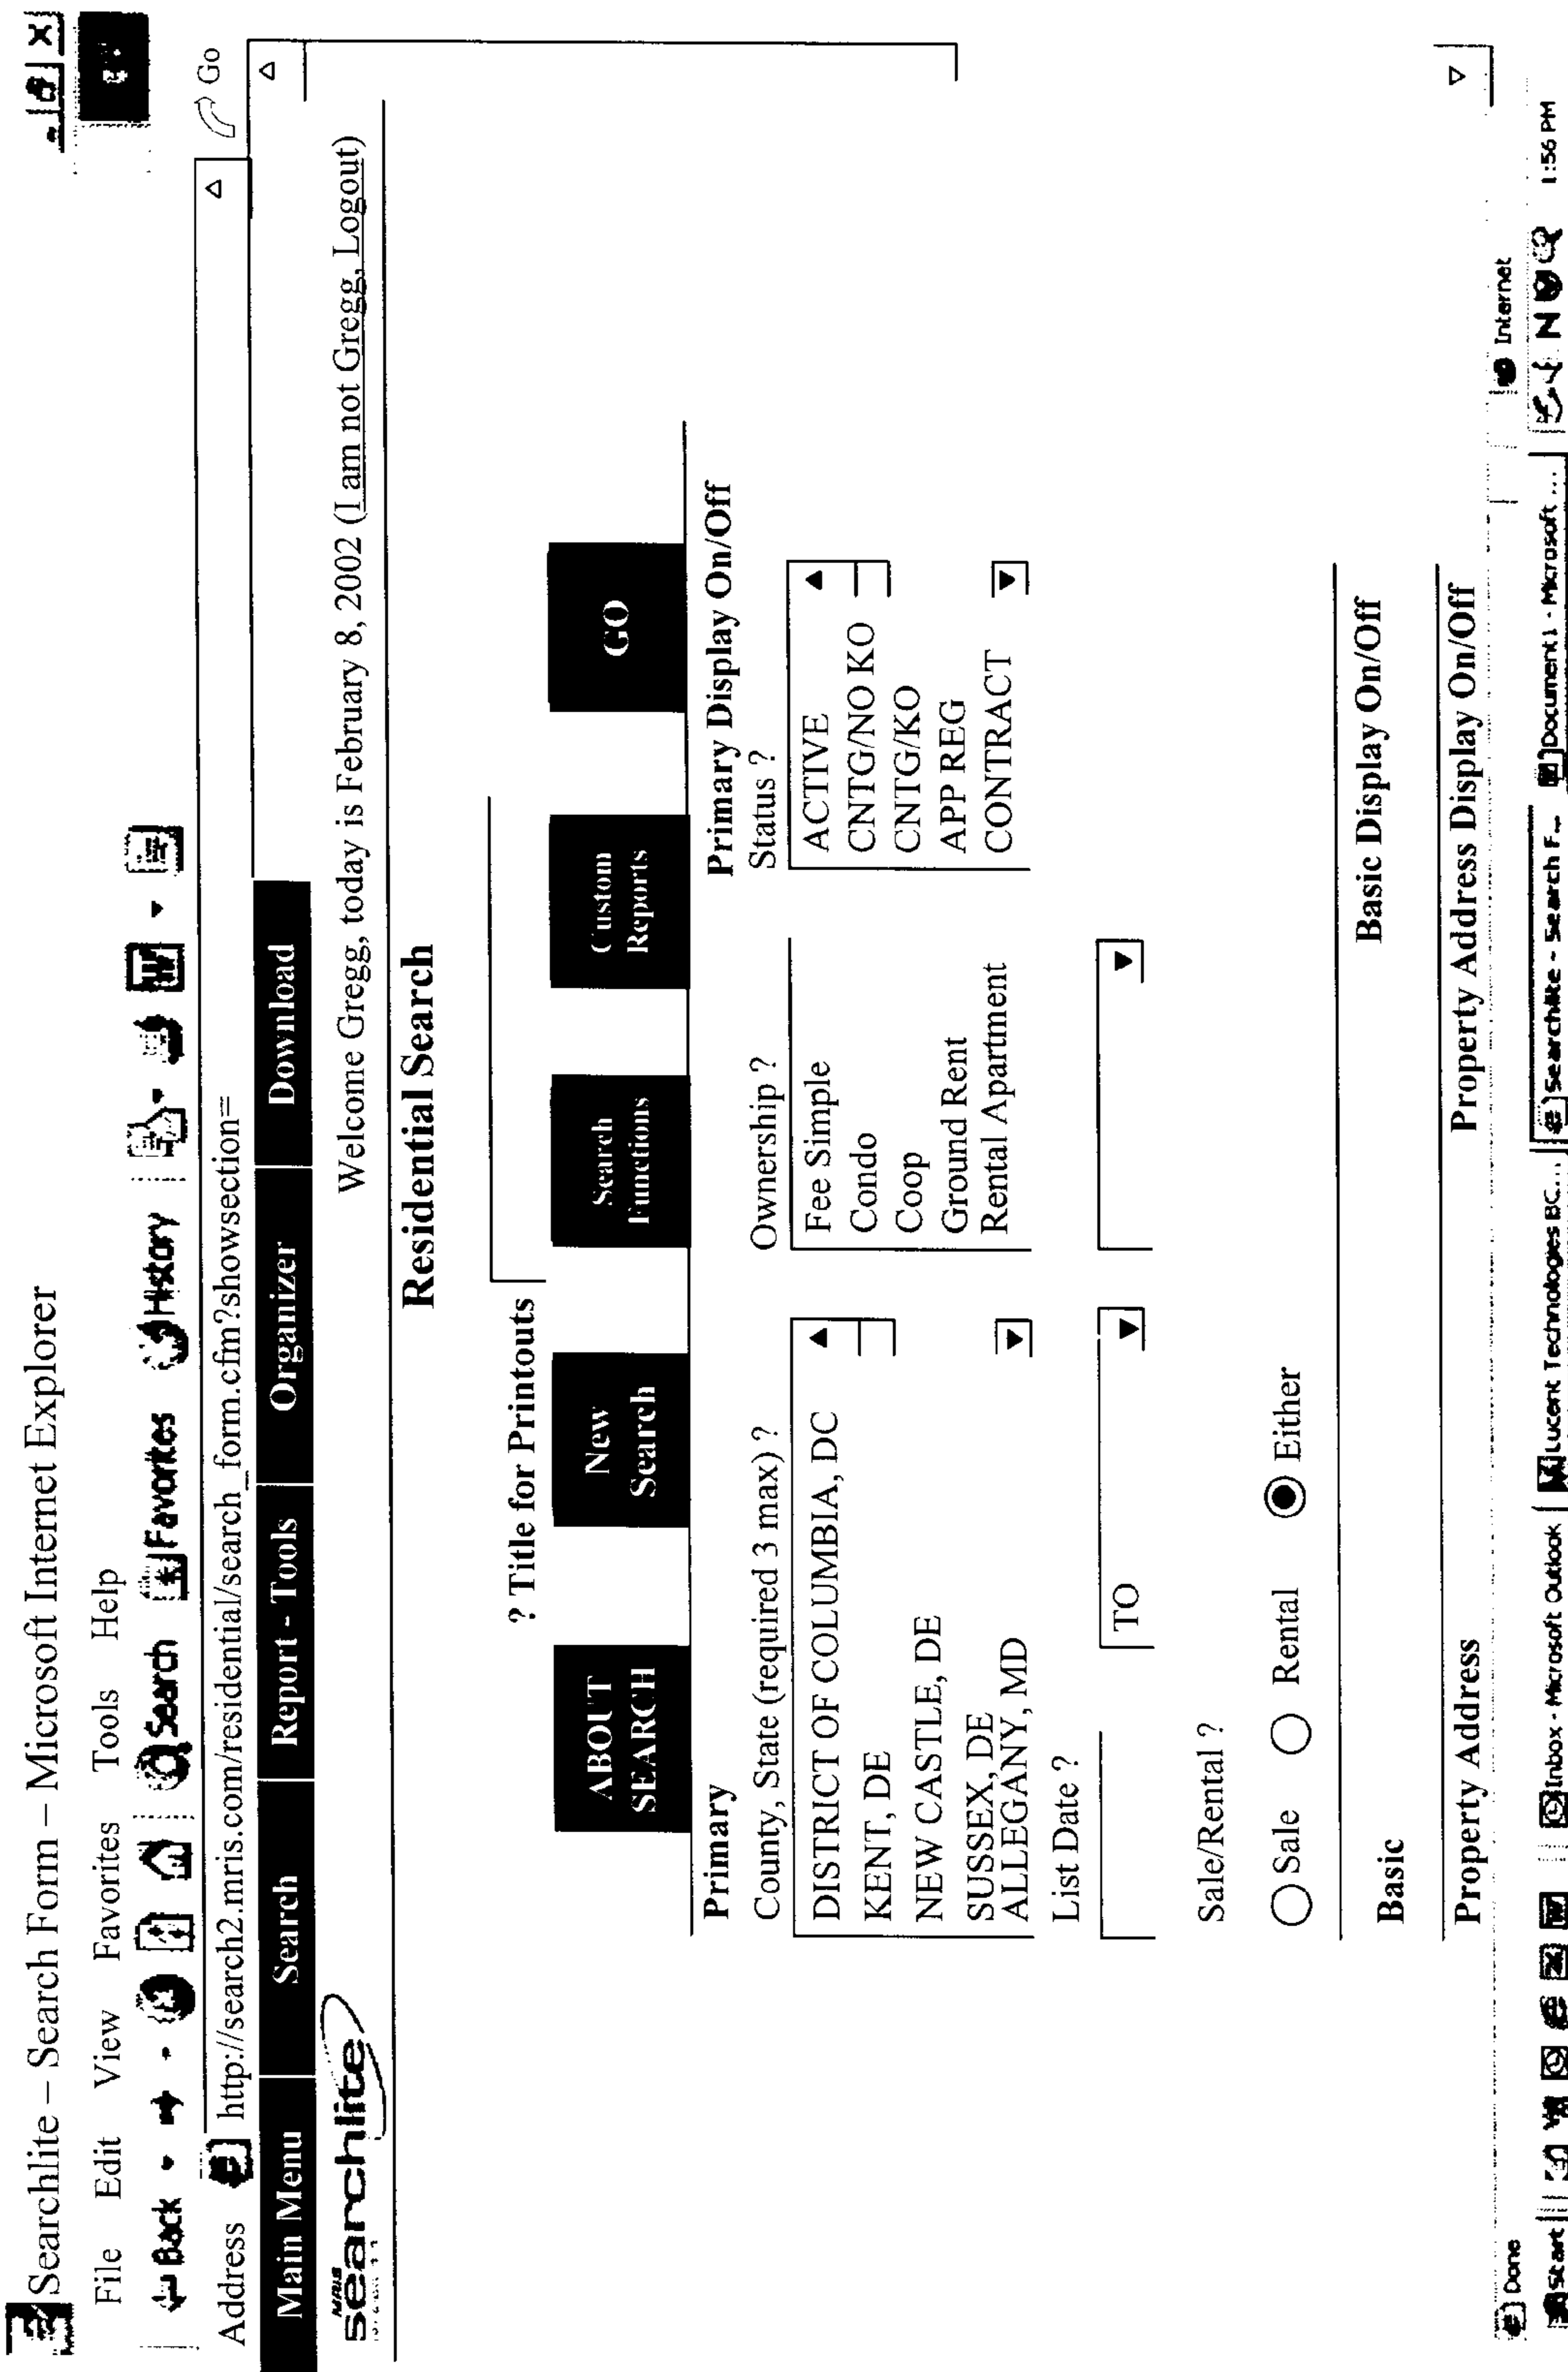 Searchlite – Search Form – Microsoft Internet Explorer
File Edit View Favorites Tools Help
Back Search Favorites History
Address http://search2.mris.com/residential/search_form.cfm?showsection= Go
Main Menu Search Report - Tools Organizer Download
MRIS
searchlite
Welcome Gregg, today is February 8, 2002 (I am not Gregg, Logout)
Residential Search
? Title for Printouts
ABOUT SEARCH New Search Search Functions Custom Reports GO
Primary Primary Display On/Off
County, State (required 3 max) ? Ownership ? Status ?
DISTRICT OF COLUMBIA, DC Fee Simple ACTIVE
KENT, DE Condo CNTG/NO KO
NEW CASTLE, DE Coop CNTG/KO
SUSSEX, DE Ground Rent APP REG
ALLEGANY, MD Rental Apartment CONTRACT
List Date ?
TO
Sale/Rental ?
Sale Rental Either
Basic Basic Display On/Off
Property Address Property Address Display On/Off
Done Internet
Start Inbox - Microsoft Outlook Lucent Technologies BC... Searchlite - Search F... Document1 - Microsoft ... 1:56 PM